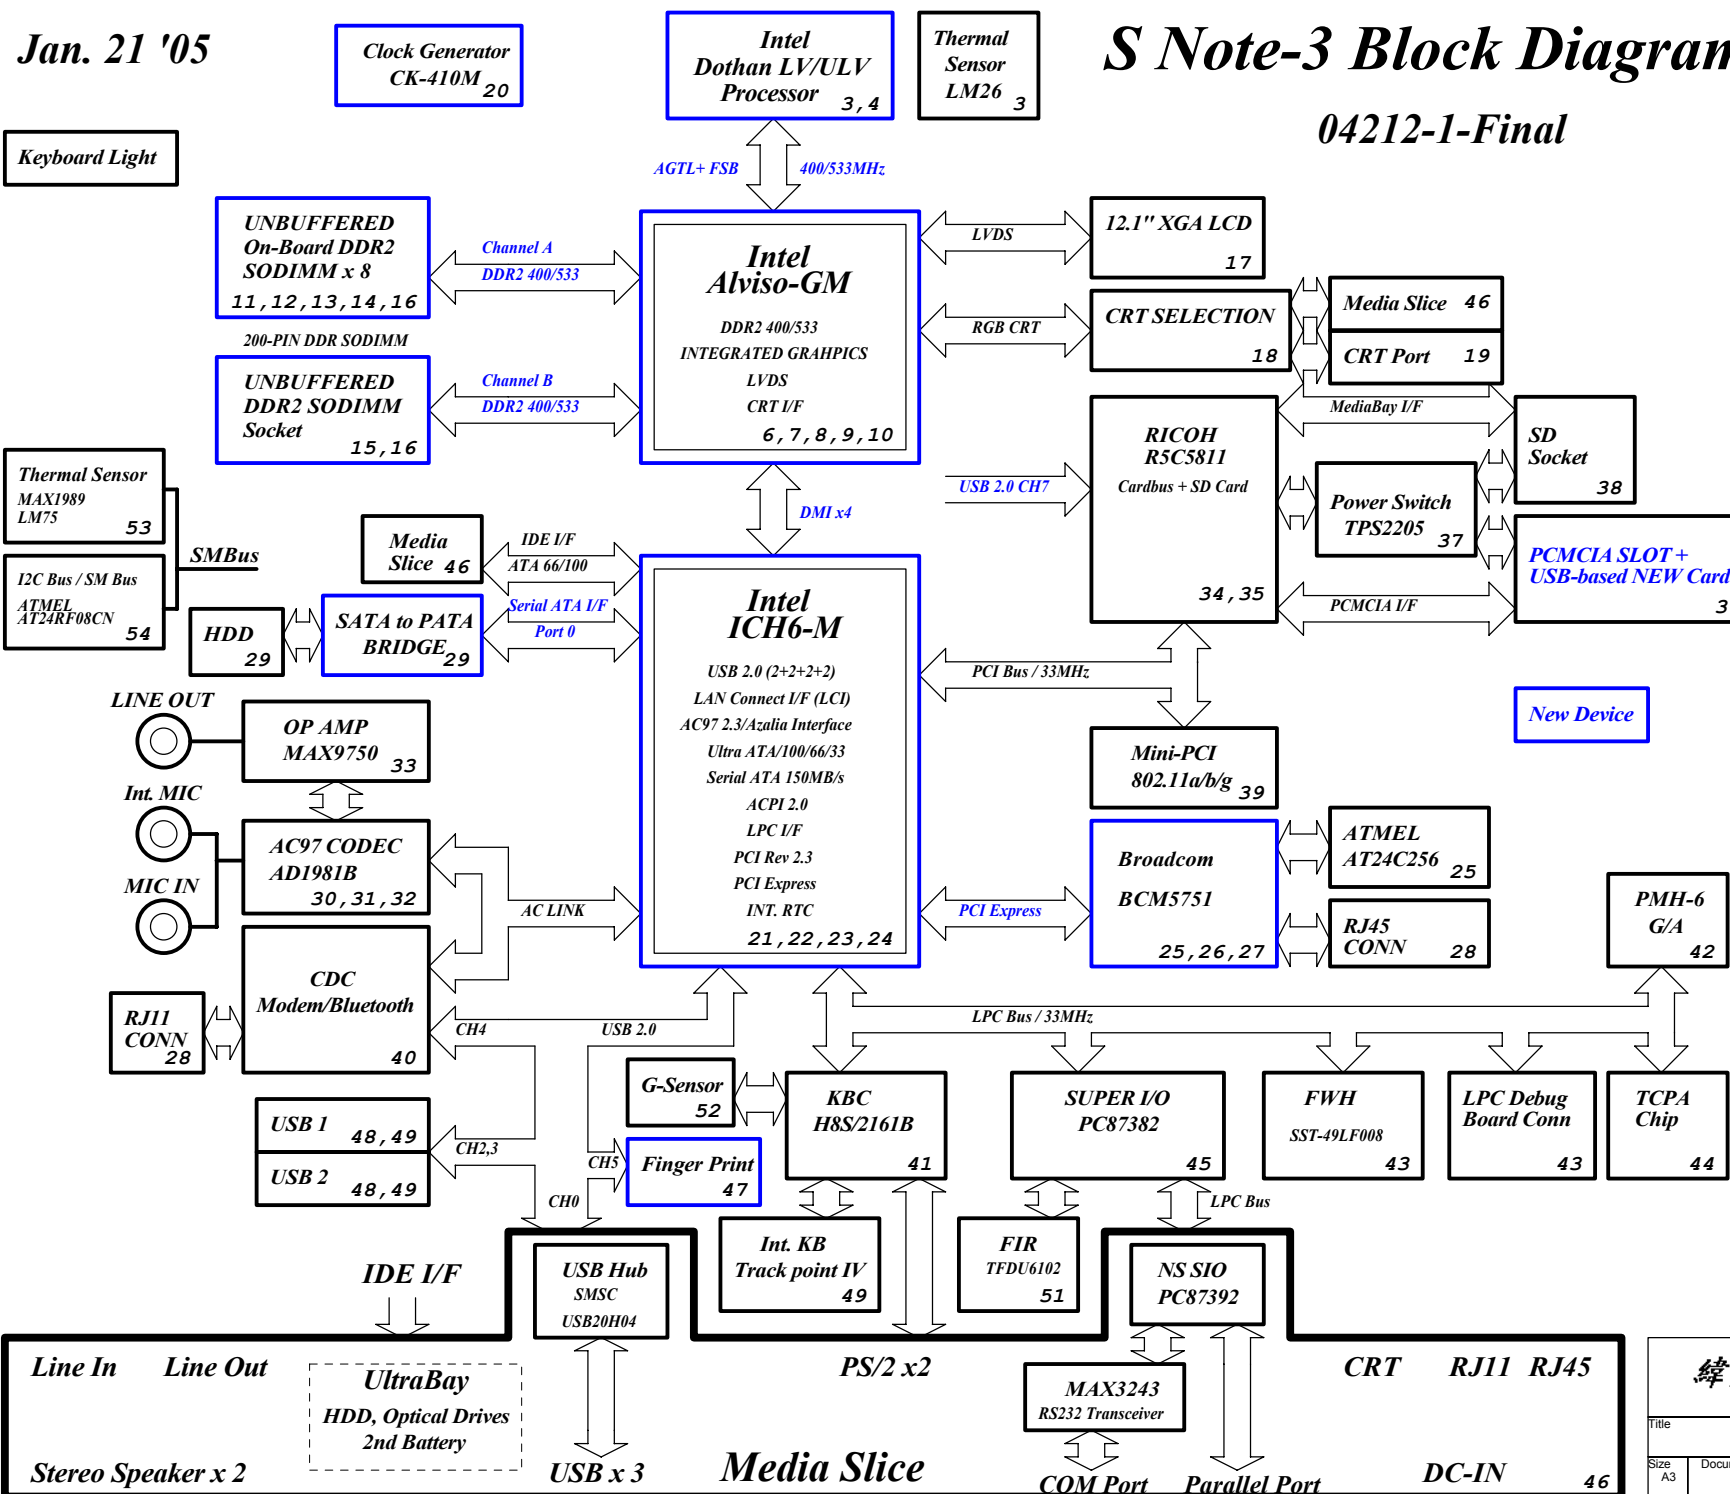 Jan. 21 '05
Clock Generator
CK-410M 20
Intel
Dothan LV/ULV
Processor 3,4
Thermal
Sensor
LM26 3
S Note-3 Block Diagram
04212-1-Final
Keyboard Light
AGTL+ FSB 400/533MHz
UNBUFFERED
On-Board DDR2
SODIMM x 8
11,12,13,14,16
200-PIN DDR SODIMM
UNBUFFERED
DDR2 SODIMM
Socket
15,16
Channel A
DDR2 400/533
Channel B
DDR2 400/533
Intel
Alviso-GM
DDR2 400/533
INTEGRATED GRAHPICS
LVDS
CRT I/F
6,7,8,9,10
LVDS
12.1" XGA LCD
17
RGB CRT
CRT SELECTION
18
Media Slice 46
CRT Port 19
MediaBay I/F
RICOH
R5C5811
Cardbus + SD Card
34,35
USB 2.0 CH7
SD
Socket
38
Power Switch
TPS2205 37
PCMCIA SLOT +
USB-based NEW Card
3
PCMCIA I/F
Thermal Sensor
MAX1989
LM75
53
SMBus
I2C Bus / SM Bus
ATMEL
AT24RF08CN
54
DMI x4
Media
Slice 46
IDE I/F
ATA 66/100
HDD
29
SATA to PATA
BRIDGE 29
Serial ATA I/F
Port 0
Intel
ICH6-M
USB 2.0 (2+2+2+2)
LAN Connect I/F (LCI)
AC97 2.3/Azalia Interface
Ultra ATA/100/66/33
Serial ATA 150MB/s
ACPI 2.0
LPC I/F
PCI Rev 2.3
PCI Express
INT. RTC
21,22,23,24
PCI Bus / 33MHz
New Device
Mini-PCI
802.11a/b/g 39
LINE OUT
OP AMP
MAX9750 33
Int. MIC
MIC IN
AC97 CODEC
AD1981B
30,31,32
AC LINK
CDC
Modem/Bluetooth
40
RJ11
CONN
28
PCI Express
Broadcom
BCM5751
25,26,27
ATMEL
AT24C256 25
RJ45
CONN 28
PMH-6
G/A
42
CH4
USB 2.0
LPC Bus / 33MHz
G-Sensor
52
KBC
H8S/2161B
41
SUPER I/O
PC87382
45
FWH
SST-49LF008
43
LPC Debug
Board Conn
43
TCPA
Chip
44
USB 1
48,49
USB 2
48,49
CH2,3
CH5
Finger Print
47
CH0
LPC Bus
Int. KB
Track point IV
49
FIR
TFDU6102
51
NS SIO
PC87392
IDE I/F
USB Hub
SMSC
USB20H04
Line In Line Out
UltraBay
HDD, Optical Drives
2nd Battery
PS/2 x2
MAX3243
RS232 Transceiver
CRT RJ11 RJ45
Stereo Speaker x 2
USB x 3
Media Slice
COM Port
Parallel Port
DC-IN
46
緯
Title
Size
A3
Docu